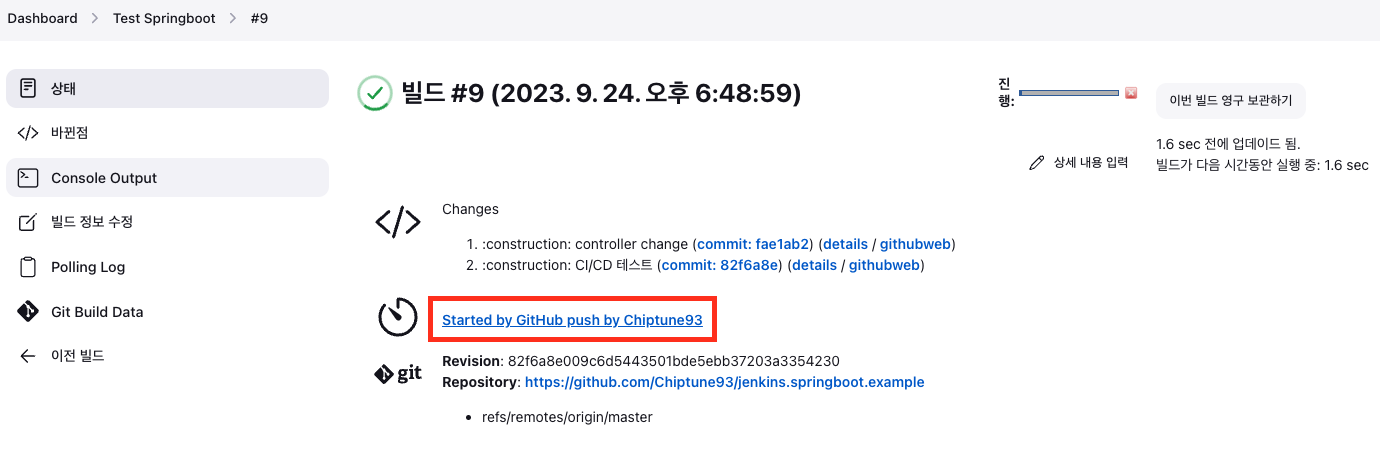 Dashboard > Test Springboot > #9
상태
바뀐점
Console Output
빌드 정보 수정
Polling Log
Git Build Data
이전 빌드
빌드 #9 (2023. 9. 24. 오후 6:48:59)
진
행:
이번 빌드 영구 보관하기
상세 내용 입력
1.6 sec 전에 업데이드 됨.
빌드가 다음 시간동안 실행 중: 1.6 sec
Changes
1. :construction: controller change (commit: fae1ab2) (details / githubweb)
2. :construction: CI/CD 테스트 (commit: 82f6a8e) (details / githubweb)
Started by GitHub push by Chiptune93
git
Revision: 82f6a8e009c6d5443501bde5ebb37203a3354230
Repository: https://github.com/Chiptune93/jenkins.springboot.example
• refs/remotes/origin/master